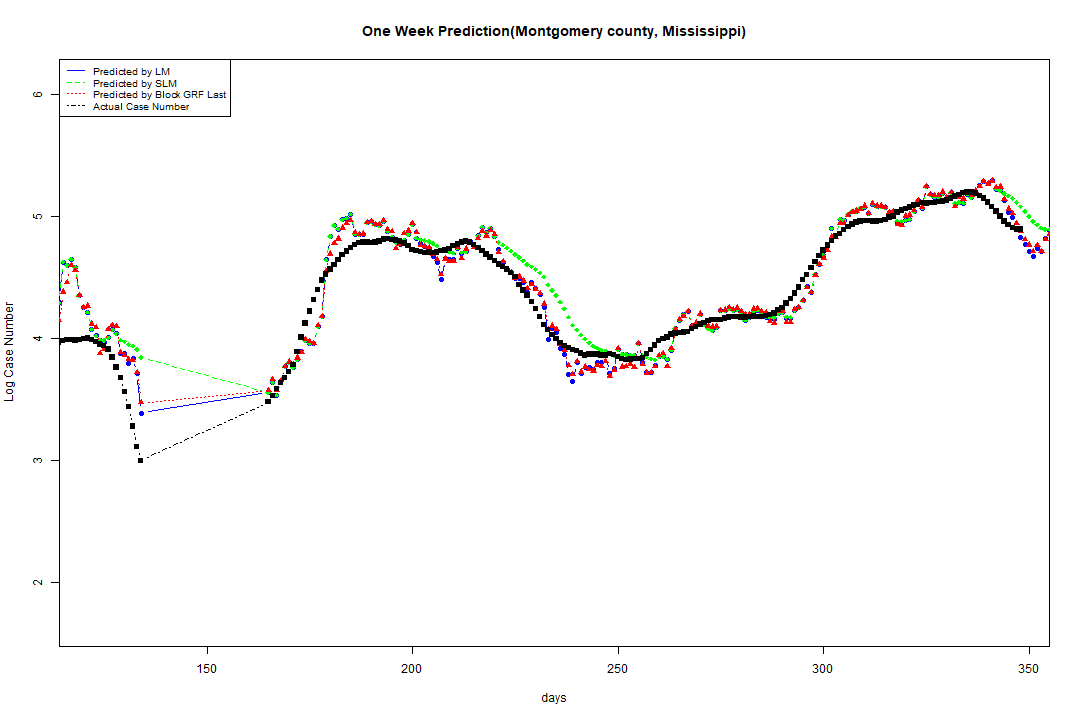 One Week Prediction(Montgomery county, Mississippi)
Predicted by LM
Predicted by SLM
Predicted by Block GRF Last
Actual Case Number
6
5
4
3
2
Log Case Number
150
200
250
300
350
days